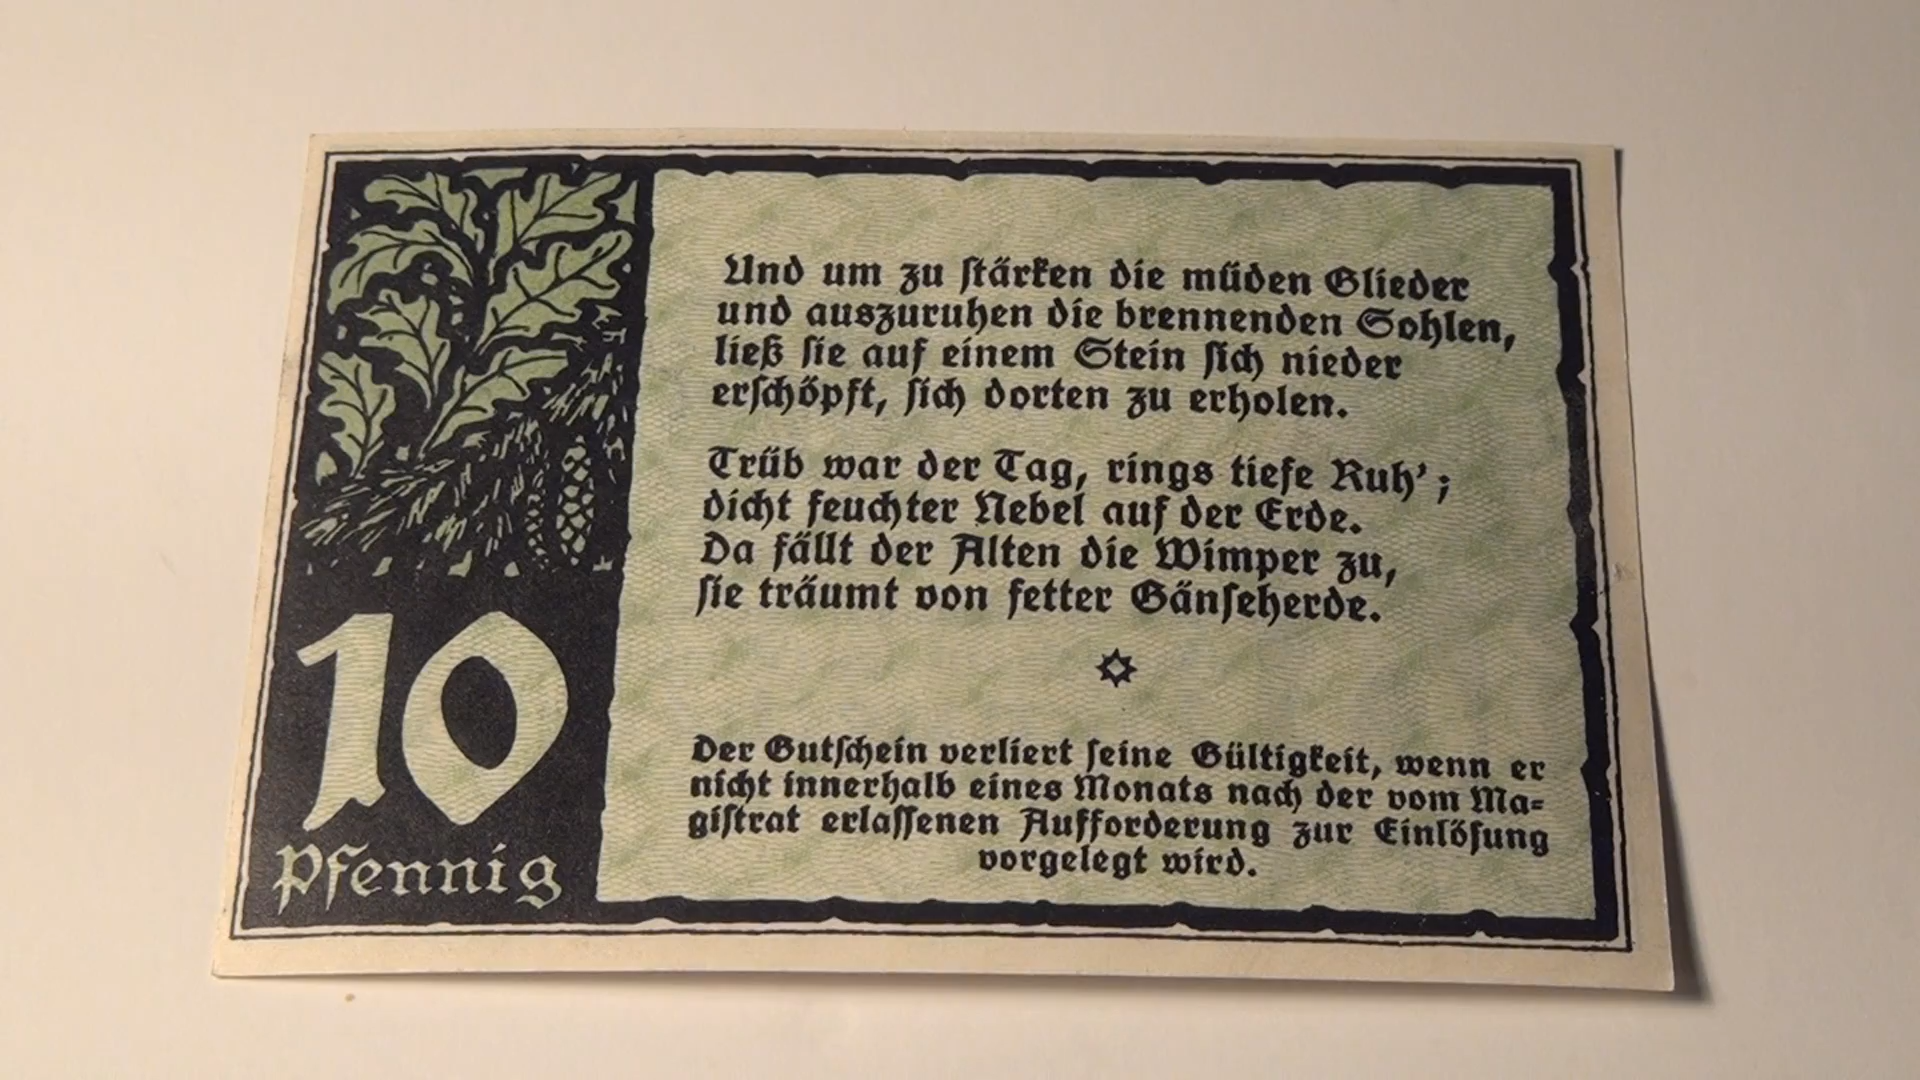 Und um zu stärken die müden Glieder
und auszuruhen die brennenden Sohlen,
ließ sie auf einem Stein sich nieder
erschöpft, sich dorten zu erholen.
Trüb war der Tag, rings tiefe Ruh';
dicht feuchter Nebel auf der Erde.
Da fällt der Alten die Wimper zu,
sie träumt von fetter Gänseherde.
Der Gutschein verliert seine Gültigkeit, wenn er
nicht innerhalb eines Monats nach der vom Ma=
gistrat erlassenen Aufforderung zur Einlösung
vorgelegt wird.
10
Pfennig